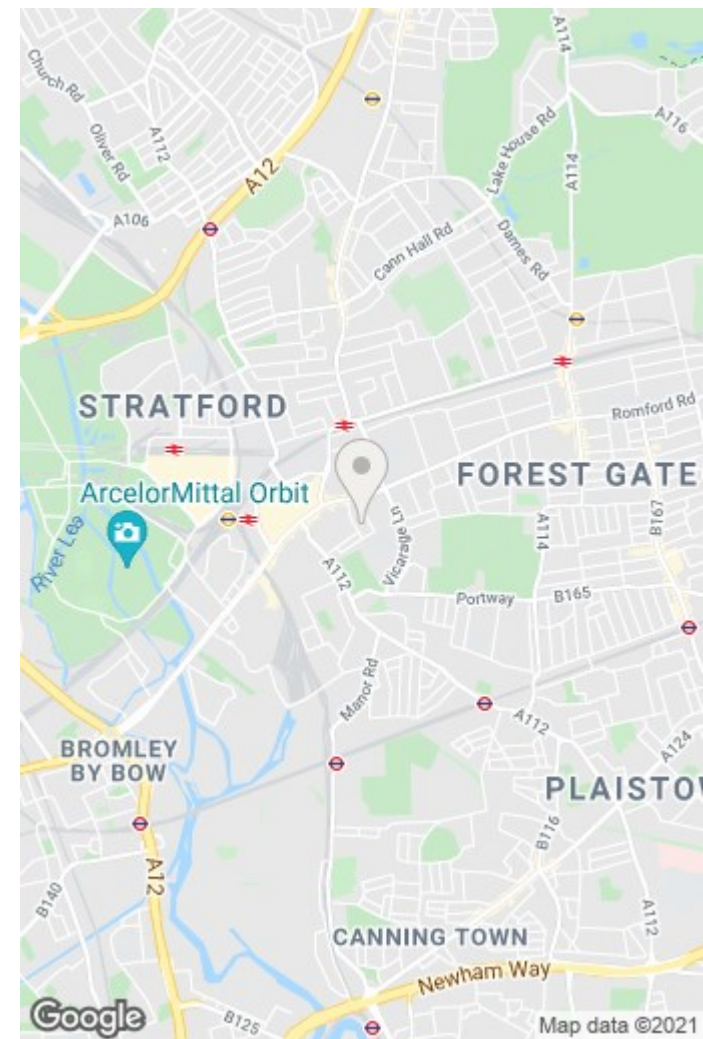 A114
Church Rd
Oliver Rd
A112
A116
Lake House Rd
A12
A114
A106
Cann Hall Rd
Dames Rd
STRATFORD
Romford Rd
FOREST GATE
ArcelorMittal Orbit
B167
River Lea
A114
Vicarage Ln
A112
Portway
B165
Manor Rd
A112
BROMLEY
BY BOW
A124
PLAISTOW
B116
A12
B140
A112
CANNING TOWN
Newham Way
Google
B125
Map data ©2021